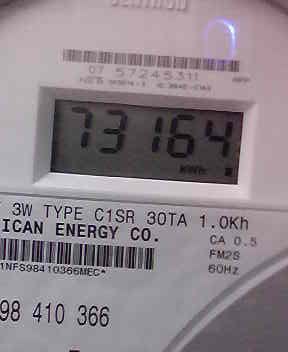 CENTRON
07 57245311
73164
KWh
3W TYPE C1SR 30TA 1.0Kh
ICAN ENERGY CO.
CA 0.5
FM2S
60Hz
1NFS98410366MEC*
98 410 366